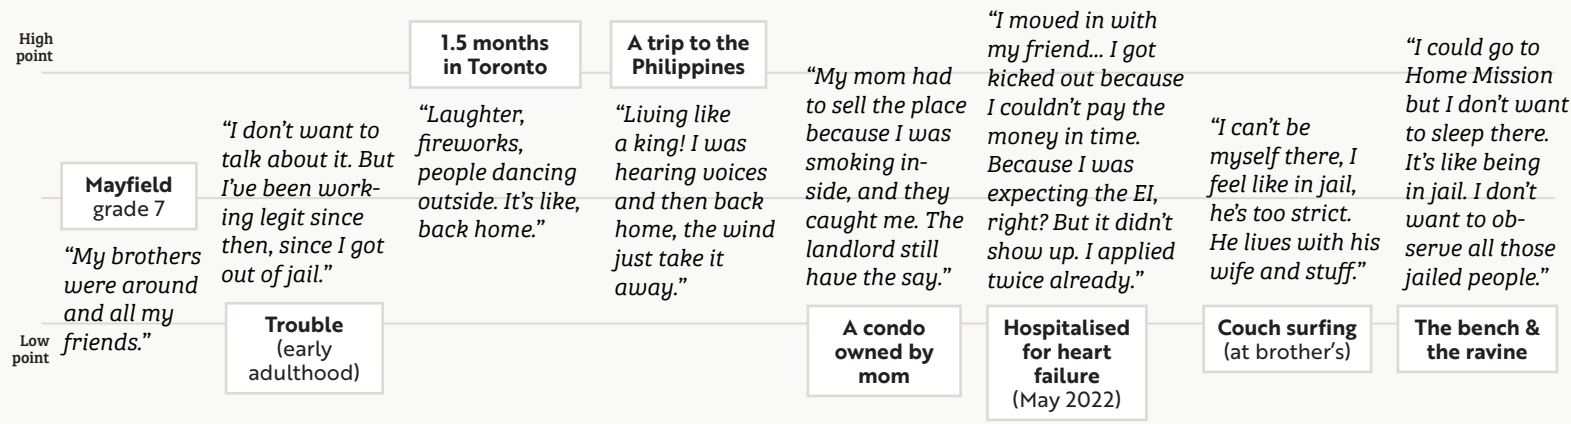 High
point
Low
point
Mayfield
grade 7
“My brothers
were around
and all my
friends.”
“I don’t want to
talk about it. But
I’ve been work-
ing legit since
then, since I got
out of jail.”
Trouble
(early
adulthood)
1.5 months
in Toronto
“Laughter,
fireworks,
people dancing
outside. It’s like,
back home.”
A trip to the
Philippines
“Living like
a king! I was
hearing voices
and then back
home, the wind
just take it
away.”
“My mom had
to sell the place
because I was
smoking in-
side, and they
caught me. The
landlord still
have the say.”
A condo
owned by
mom
“I moved in with
my friend... I got
kicked out because
I couldn’t pay the
money in time.
Because I was
expecting the EI,
right? But it didn’t
show up. I applied
twice already.”
Hospitalised
for heart
failure
(May 2022)
“I can’t be
myself there, I
feel like in jail,
he’s too strict.
He lives with his
wife and stuff.”
Couch surfing
(at brother’s)
“I could go to
Home Mission
but I don’t want
to sleep there.
It’s like being
in jail. I don’t
want to ob-
serve all those
jailed people.”
The bench &
the ravine